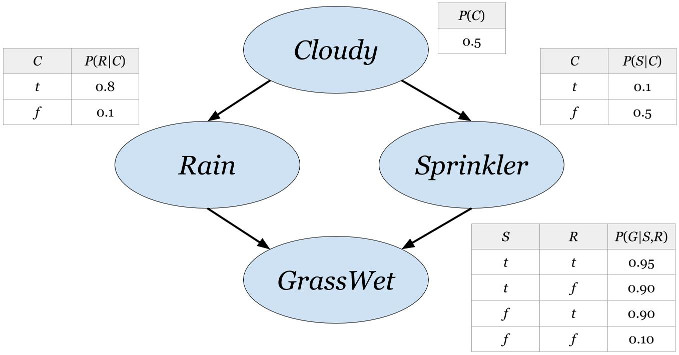 Cloudy
P(C)
0.5
C P(R|C)
t 0.8
f 0.1
C P(S|C)
t 0.1
f 0.5
Rain
Sprinkler
GrassWet
S R P(G|S,R)
t t 0.95
t f 0.90
f t 0.90
f f 0.10